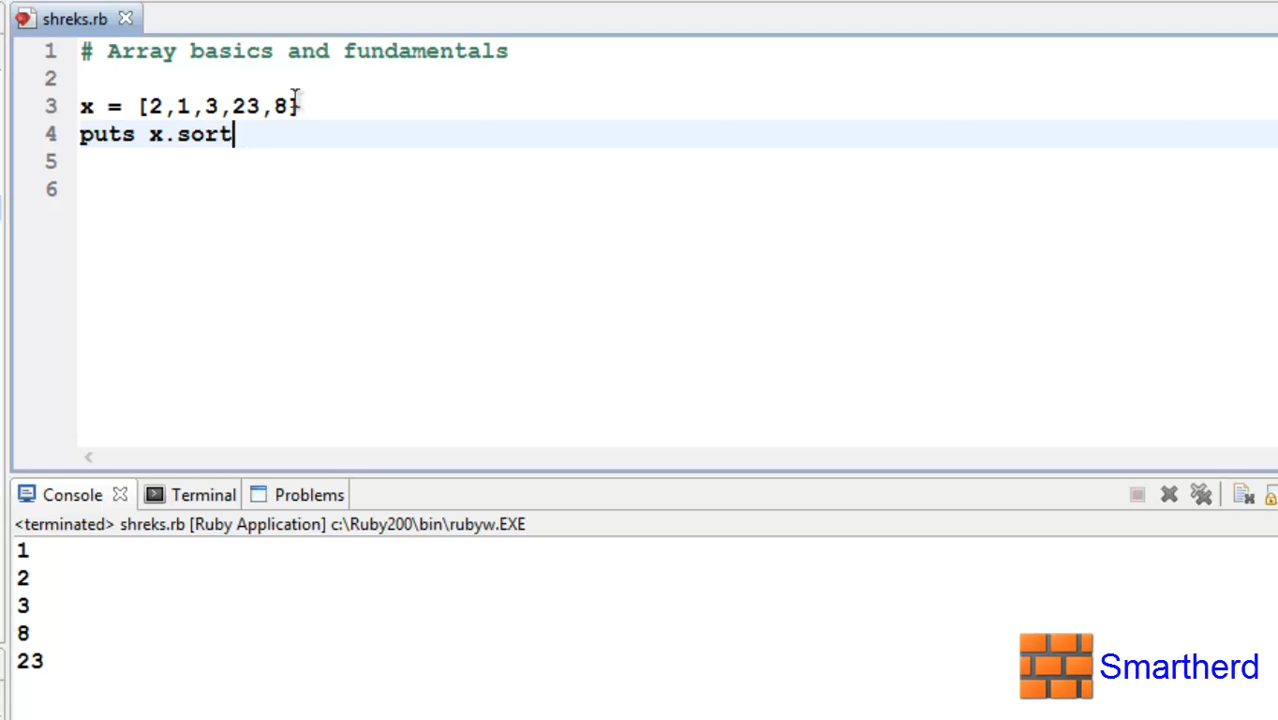 shreks.rb
1 # Array basics and fundamentals
2
3 x = [2,1,3,23,8]
4 puts x.sort
5
6
Console Terminal Problems
<terminated> shreks.rb [Ruby Application] c:\Ruby200\bin\rubyw.EXE
1
2
3
8
23
Smartherd